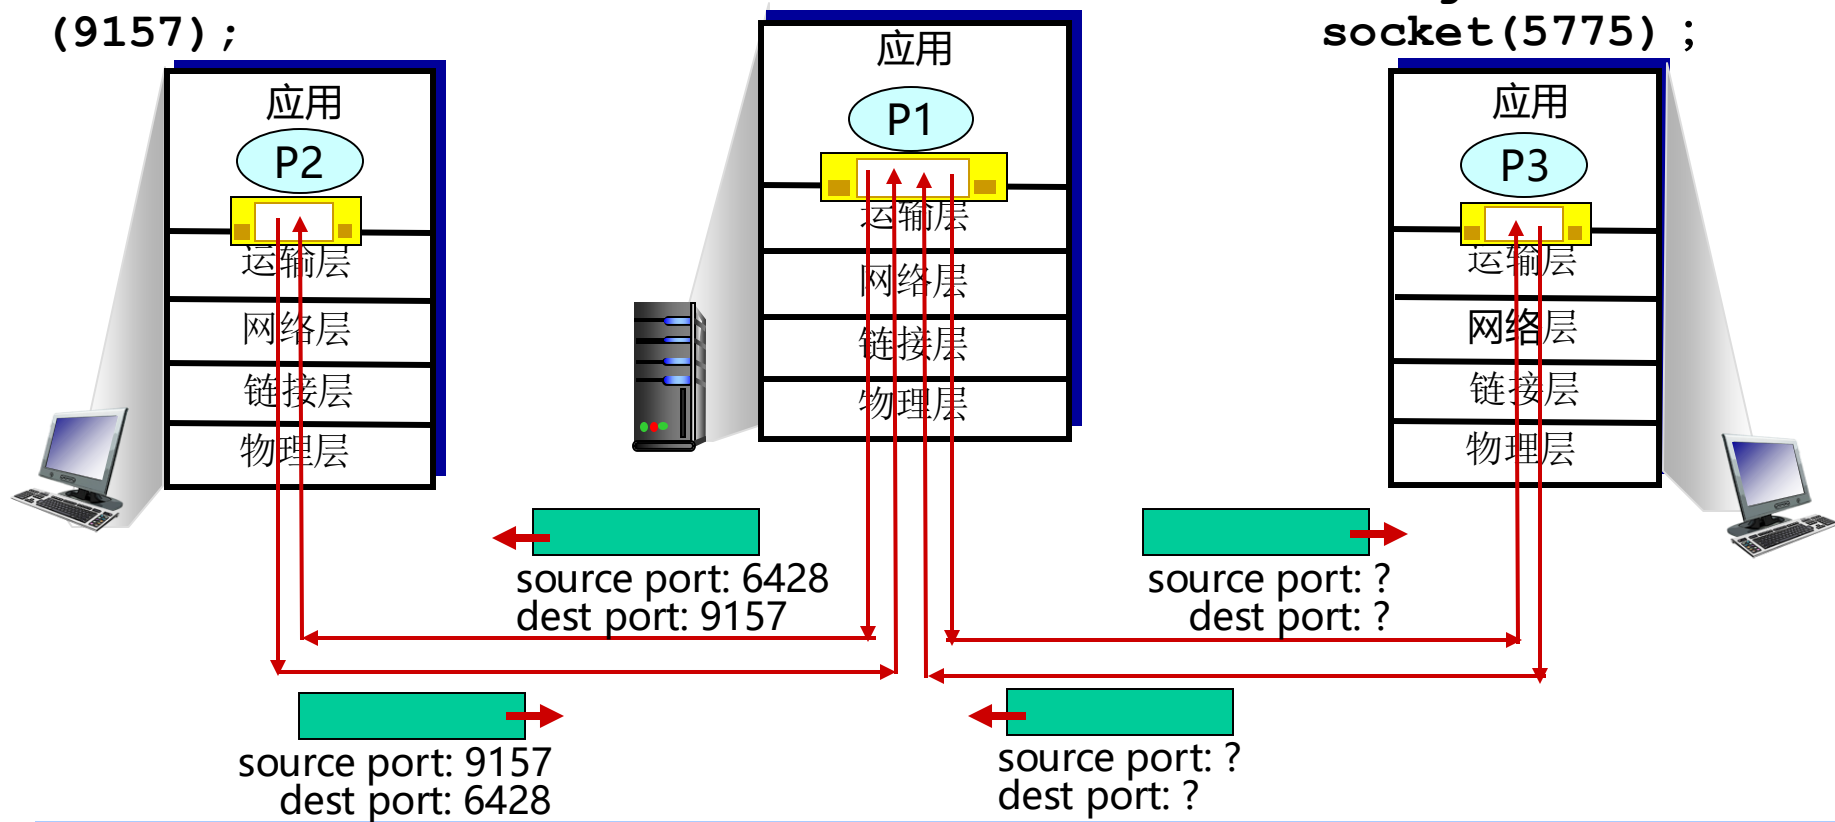 (9157);
socket(5775) ;
应用
P2
运输层
网络层
链接层
物理层
应用
P1
运输层
网络层
链接层
物理层
应用
P3
运输层
网络层
链接层
物理层
source port: 6428
dest port: 9157
source port: ?
dest port: ?
source port: 9157
dest port: 6428
source port: ?
dest port: ?